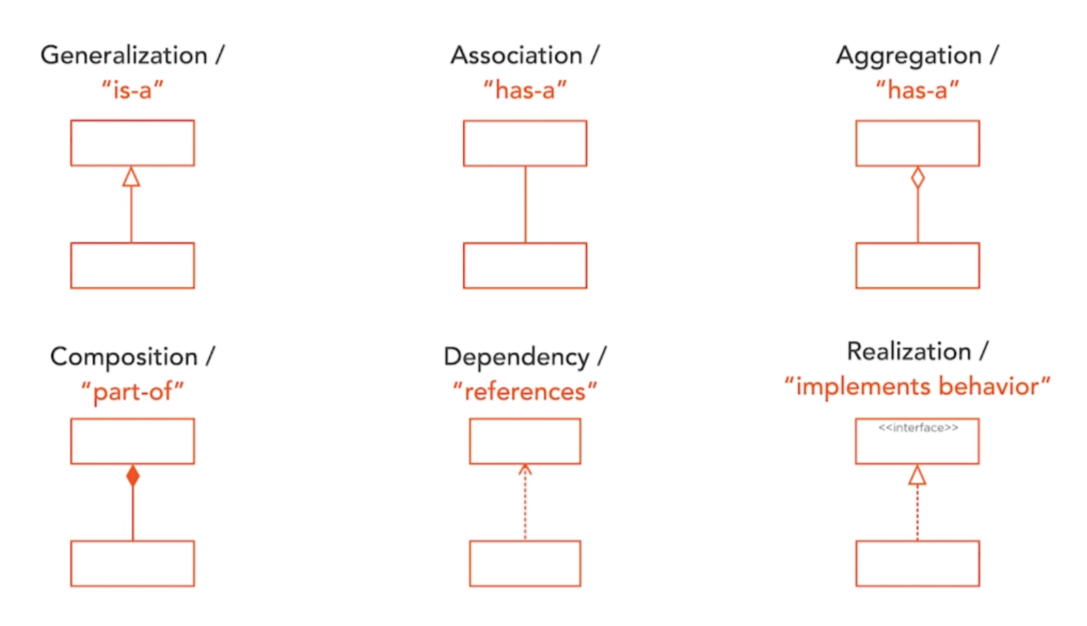 Generalization /
“is-a”
Association /
“has-a”
Aggregation /
“has-a”
Composition /
“part-of”
Dependency /
“references”
Realization /
“implements behavior”
<<interface>>